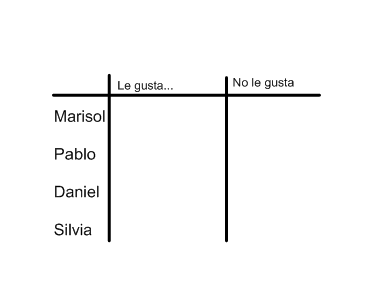 Le gusta... No le gusta
Marisol
Pablo
Daniel
Silvia